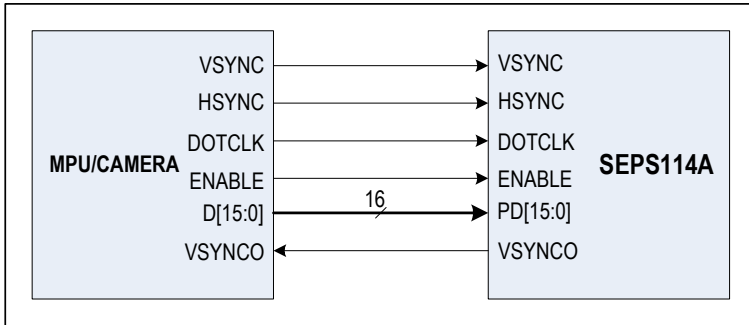 VSYNC VSYNC
HSYNC HSYNC
DOTCLK DOTCLK
MPU/CAMERA SEPS114A
ENABLE ENABLE
16
D[15:0] PD[15:0]
VSYNCO VSYNCO